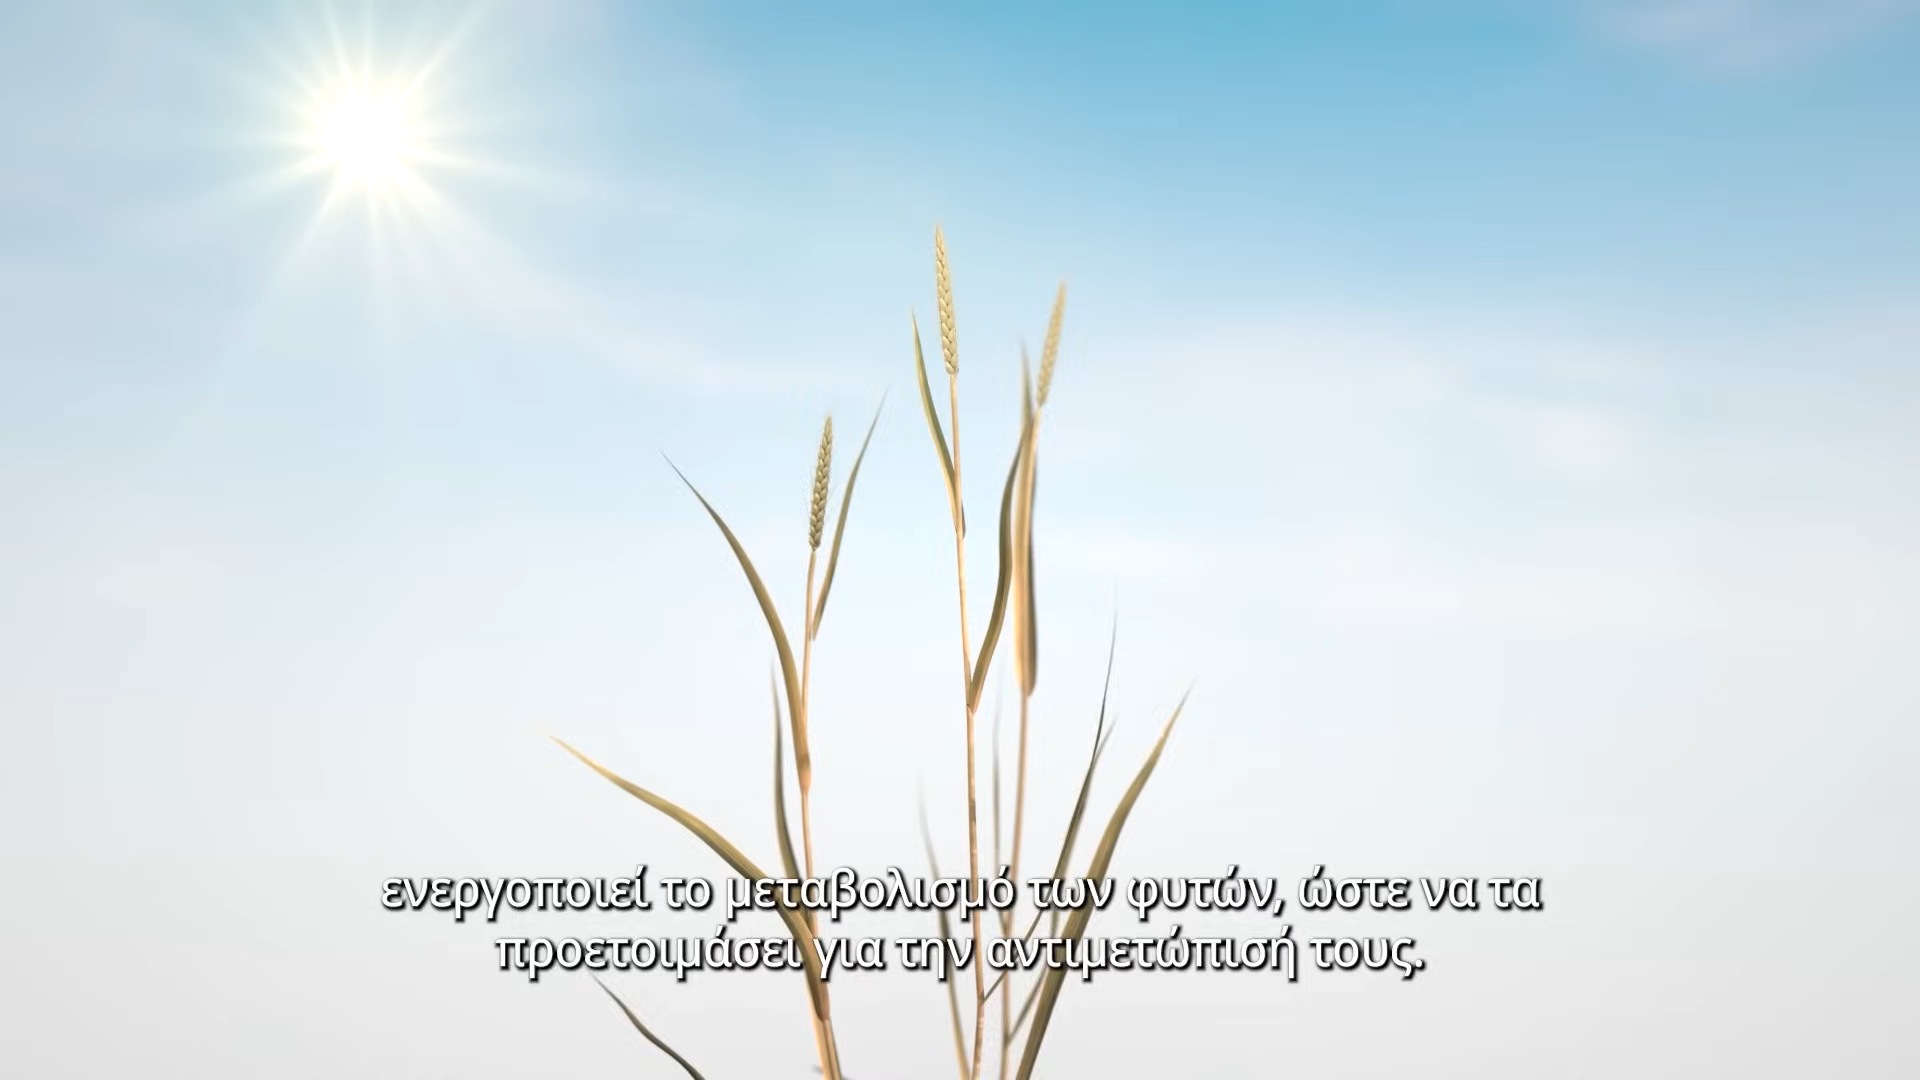 ενεργοποιεί το μεταβολισμό των φυτών, ώστε να τα
προετοιμάσει για την αντιμετώπισή τους.